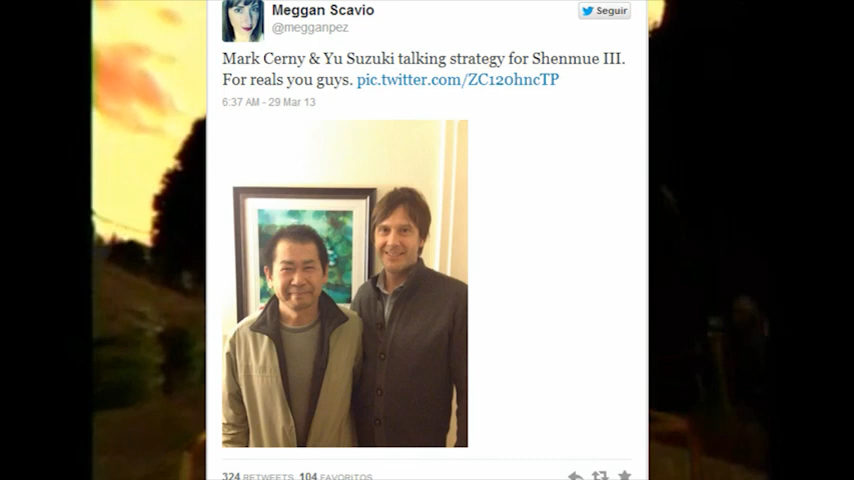 Meggan Scavio
@megganpez
Seguir
Mark Cerny & Yu Suzuki talking strategy for Shenmue III.
For reals you guys. pic.twitter.com/ZC120hncTP
6:37 AM - 29 Mar 13
324 RETWEETS 104 FAVORITOS